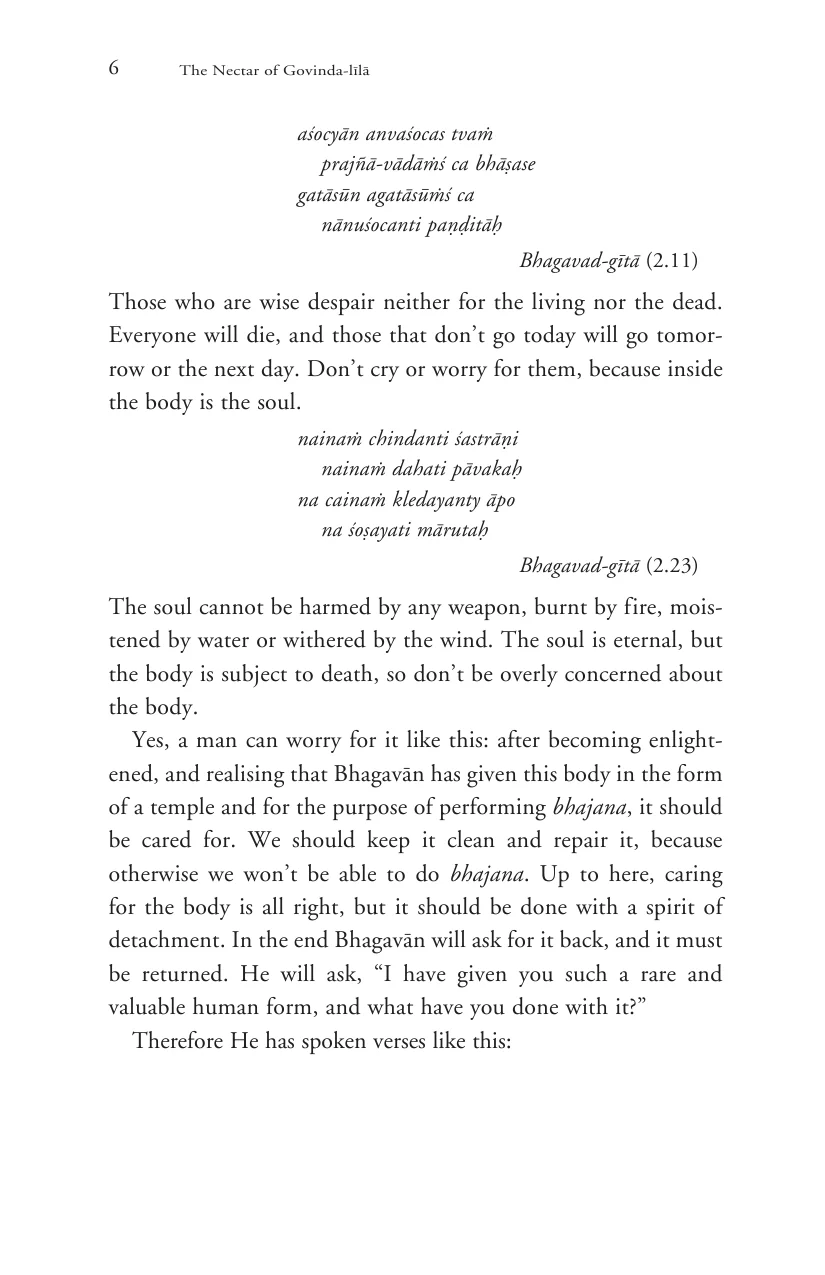 6 The Nectar of Govinda-līlā
aśocyān anvaśocas tvaṁ
prajñā-vādāṁś ca bhāṣase
gatāsūn agatāsūṁś ca
nānuśocanti paṇḍitāḥ
Bhagavad-gītā (2.11)
Those who are wise despair neither for the living nor the dead.
Everyone will die, and those that don’t go today will go tomor-
row or the next day. Don’t cry or worry for them, because inside
the body is the soul.
nainaṁ chindanti śastrāṇi
nainaṁ dahati pāvakaḥ
na cainaṁ kledayanty āpo
na śoṣayati mārutaḥ
Bhagavad-gītā (2.23)
The soul cannot be harmed by any weapon, burnt by fire, mois-
tened by water or withered by the wind. The soul is eternal, but
the body is subject to death, so don’t be overly concerned about
the body.
Yes, a man can worry for it like this: after becoming enlight-
ened, and realising that Bhagavān has given this body in the form
of a temple and for the purpose of performing bhajana, it should
be cared for. We should keep it clean and repair it, because
otherwise we won’t be able to do bhajana. Up to here, caring
for the body is all right, but it should be done with a spirit of
detachment. In the end Bhagavān will ask for it back, and it must
be returned. He will ask, “I have given you such a rare and
valuable human form, and what have you done with it?”
Therefore He has spoken verses like this: